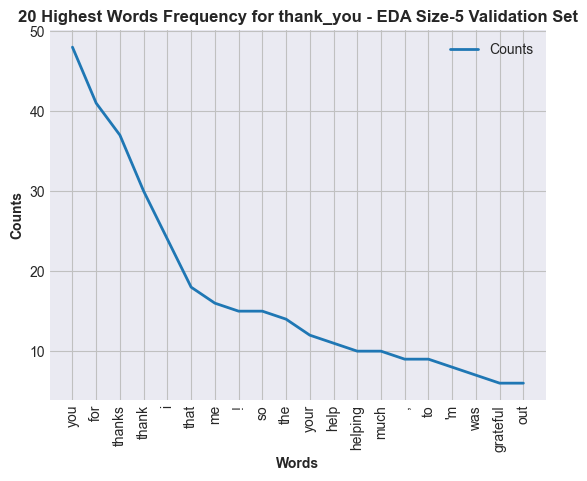 20 Highest Words Frequency for thank_you - EDA Size-5 Validation Set
Counts
50
40
30
20
10
Counts
you
for
thanks
thank
i
that
me
!
so
the
your
help
helping
much
,
to
'm
was
grateful
out
Words